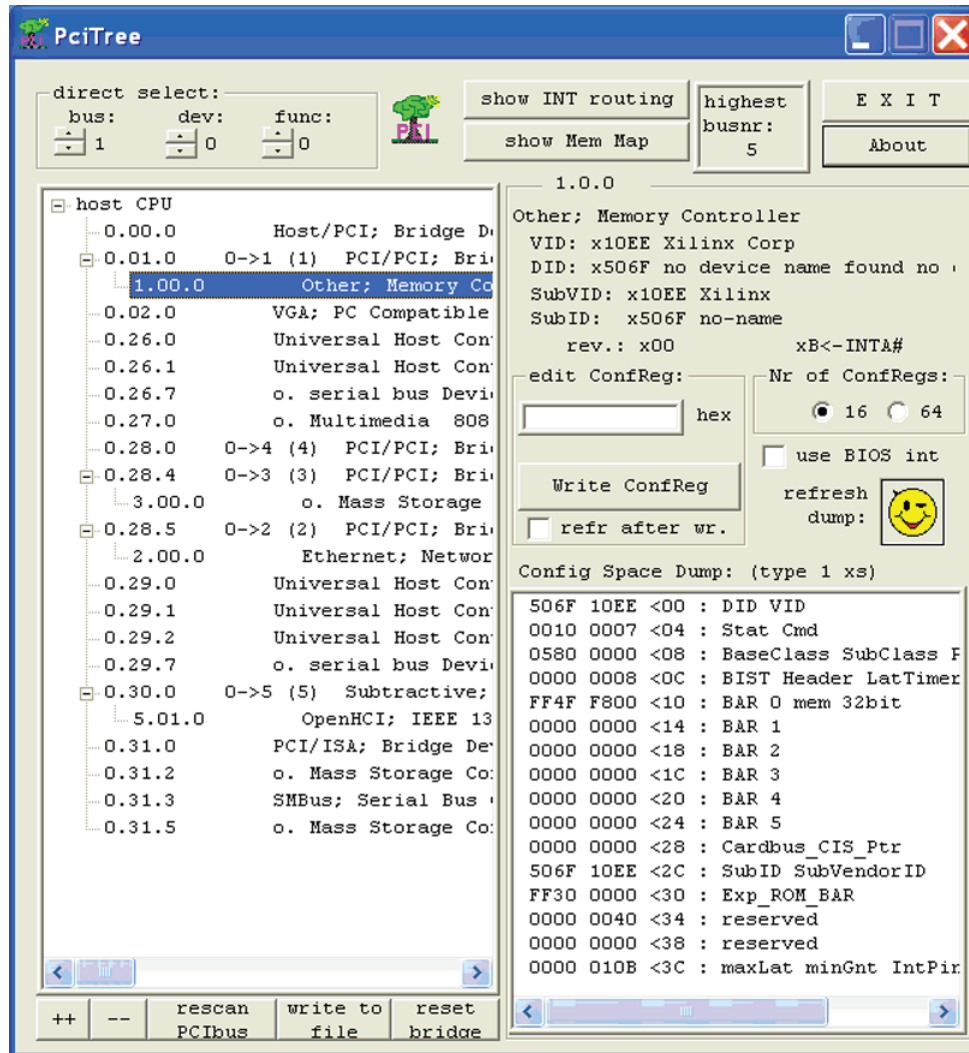 PciTree
direct select:
bus: dev: func:
1 0 0
PCI
show INT routing
show Mem Map
highest
busnr:
5
E X I T
About
host CPU
0.00.0 Host/PCI; Bridge D
0.01.0 0->1 (1) PCI/PCI; Bri
1.00.0 Other; Memory Co
0.02.0 VGA; PC Compatible
0.26.0 Universal Host Con
0.26.1 Universal Host Con
0.26.7 o. serial bus Devi
0.27.0 o. Multimedia 808
0.28.0 0->4 (4) PCI/PCI; Bri
0.28.4 0->3 (3) PCI/PCI; Bri
3.00.0 o. Mass Storage
0.28.5 0->2 (2) PCI/PCI; Bri
2.00.0 Ethernet; Networ
0.29.0 Universal Host Con
0.29.1 Universal Host Con
0.29.2 Universal Host Con
0.29.7 o. serial bus Devi
0.30.0 0->5 (5) Subtractive;
5.01.0 OpenHCI; IEEE 13
0.31.0 PCI/ISA; Bridge De
0.31.2 o. Mass Storage Co
0.31.3 SMBus; Serial Bus
0.31.5 o. Mass Storage Co
++ -- rescan PCIbus write to file reset bridge
1.0.0
Other; Memory Controller
VID: x10EE Xilinx Corp
DID: x506F no device name found no
SubVID: x10EE Xilinx
SubID: x506F no-name
rev.: x00 xB<-INTA#
edit ConfReg:
hex
Write ConfReg
refr after wr.
Nr of ConfRegs:
16 64
use BIOS int
refresh
dump:
Config Space Dump: (type 1 xs)
506F 10EE <00 : DID VID
0010 0007 <04 : Stat Cmd
0580 0000 <08 : BaseClass SubClass
0000 0008 <0C : BIST Header LatTimer
FF4F F800 <10 : BAR 0 mem 32bit
0000 0000 <14 : BAR 1
0000 0000 <18 : BAR 2
0000 0000 <1C : BAR 3
0000 0000 <20 : BAR 4
0000 0000 <24 : BAR 5
0000 0000 <28 : Cardbus_CIS_Ptr
506F 10EE <2C : SubID SubVendorID
FF30 0000 <30 : Exp_ROM_BAR
0000 0040 <34 : reserved
0000 0000 <38 : reserved
0000 010B <3C : maxLat minGnt IntPin